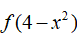 f(4 − x²)